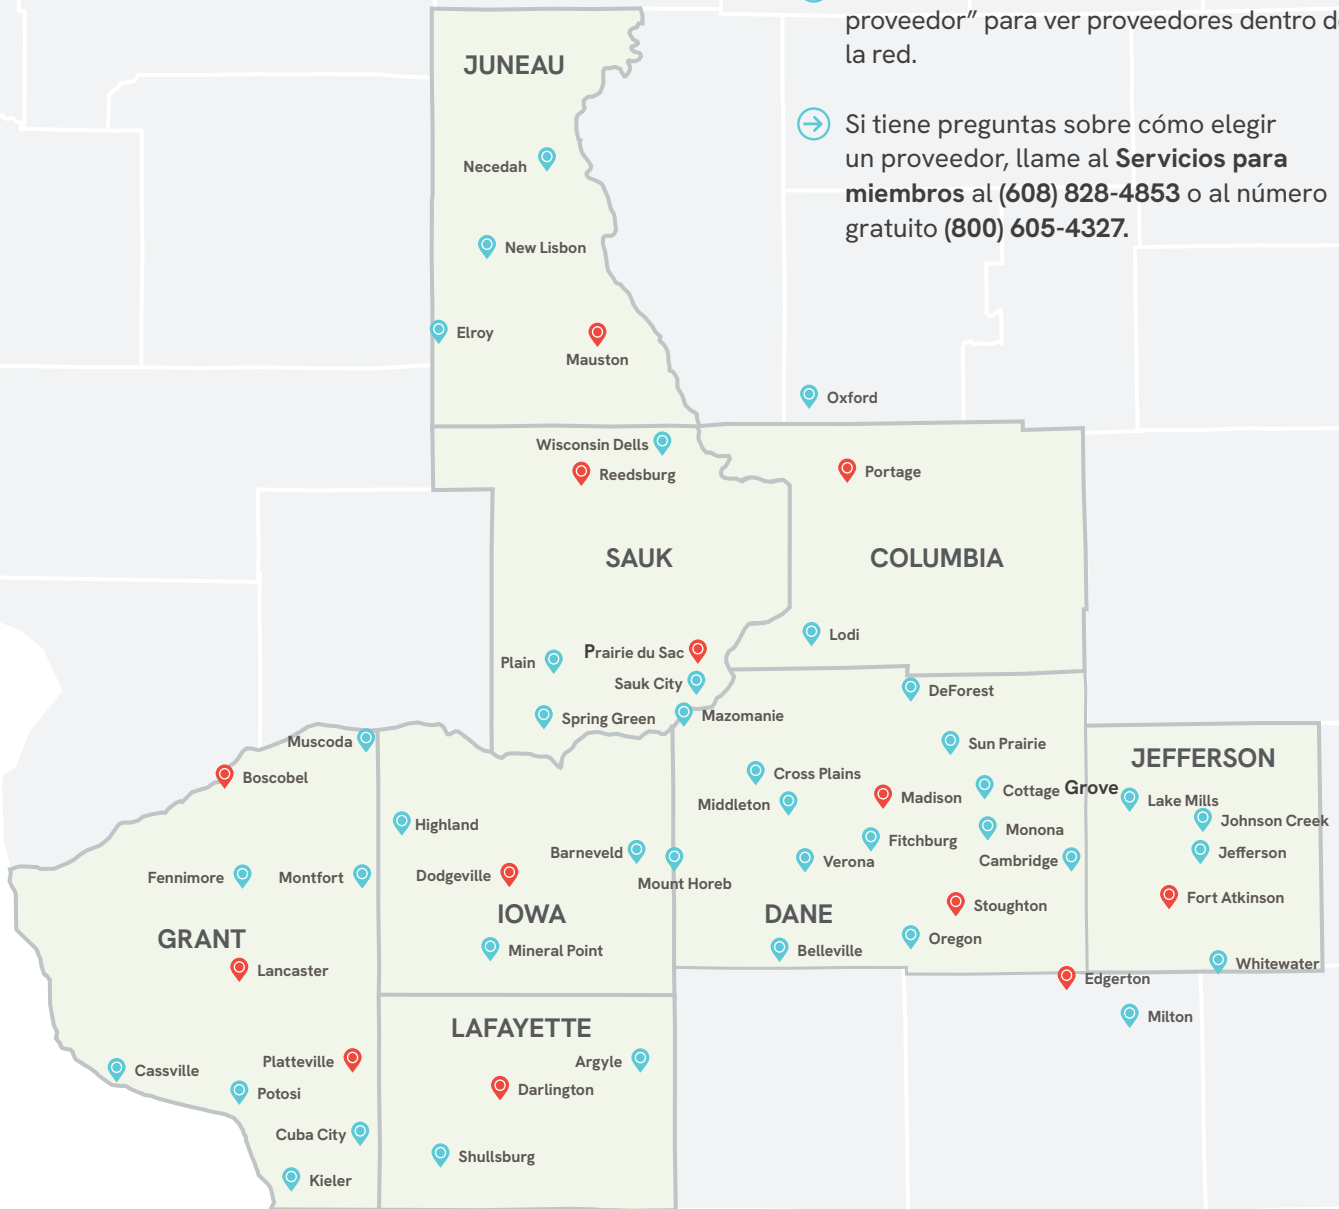 proveedor” para ver proveedores dentro de
la red.
Si tiene preguntas sobre cómo elegir
un proveedor, llame al Servicios para
miembros al (608) 828-4853 o al número
gratuito (800) 605-4327.
JUNEAU
Necedah
New Lisbon
Elroy
Mauston
Oxford
Wisconsin Dells
Reedsburg
Portage
SAUK
COLUMBIA
Lodi
Plain
Prairie du Sac
Sauk City
Spring Green
Mazomanie
DeForest
Muscoda
Boscobel
Sun Prairie
JEFFERSON
Cross Plains
Middleton
Madison
Cottage Grove
Lake Mills
Johnson Creek
Highland
Monona
Fitchburg
Barneveld
Verona
Cambridge
Jefferson
Dodgeville
Mount Horeb
Fennimore
Montfort
Fort Atkinson
Stoughton
IOWA
DANE
GRANT
Mineral Point
Belleville
Oregon
Whitewater
Lancaster
Edgerton
Milton
LAFAYETTE
Platteville
Argyle
Cassville
Potosi
Darlington
Cuba City
Shullsburg
Kieler